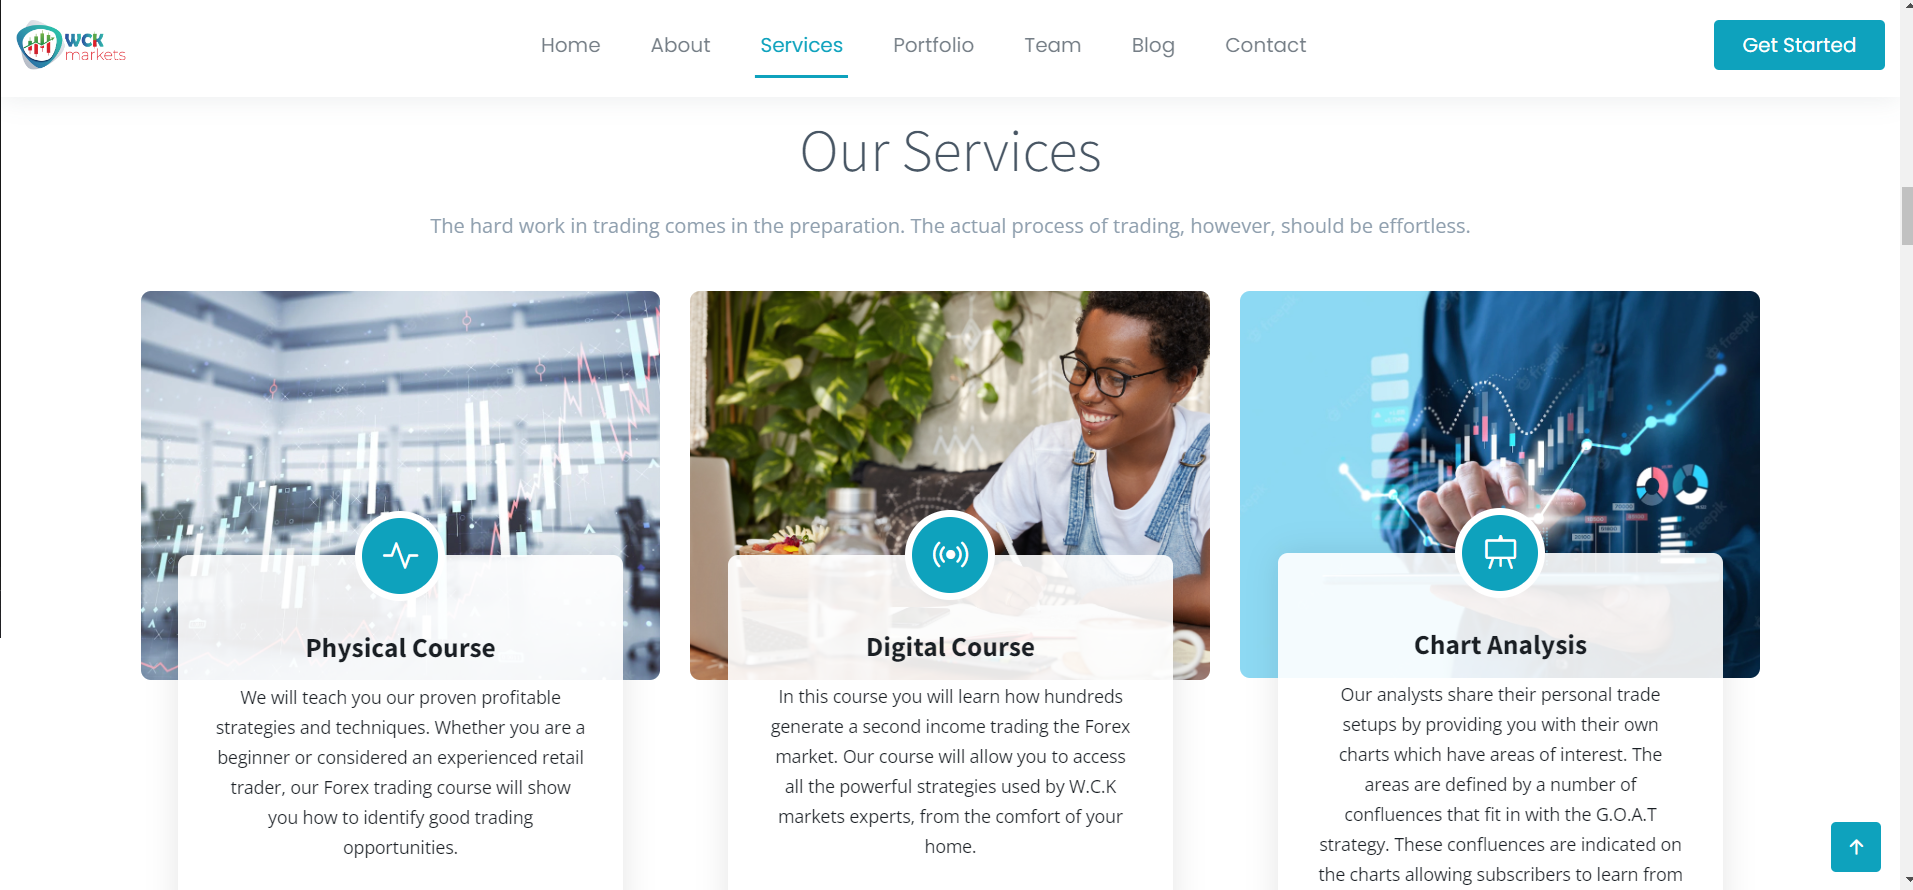 WCK
markets
Home About Services Portfolio Team Blog Contact
Get Started
Our Services
The hard work in trading comes in the preparation. The actual process of trading, however, should be effortless.
Physical Course
We will teach you our proven profitable
strategies and techniques. Whether you are a
beginner or considered an experienced retail
trader, our Forex trading course will show
you how to identify good trading
opportunities.
Digital Course
In this course you will learn how hundreds
generate a second income trading the Forex
market. Our course will allow you to access
all the powerful strategies used by W.C.K
markets experts, from the comfort of your
home.
freepik
Chart Analysis
Our analysts share their personal trade
setups by providing you with their own
charts which have areas of interest. The
areas are defined by a number of
confluences that fit in with the G.O.A.T
strategy. These confluences are indicated on
the charts allowing subscribers to learn from